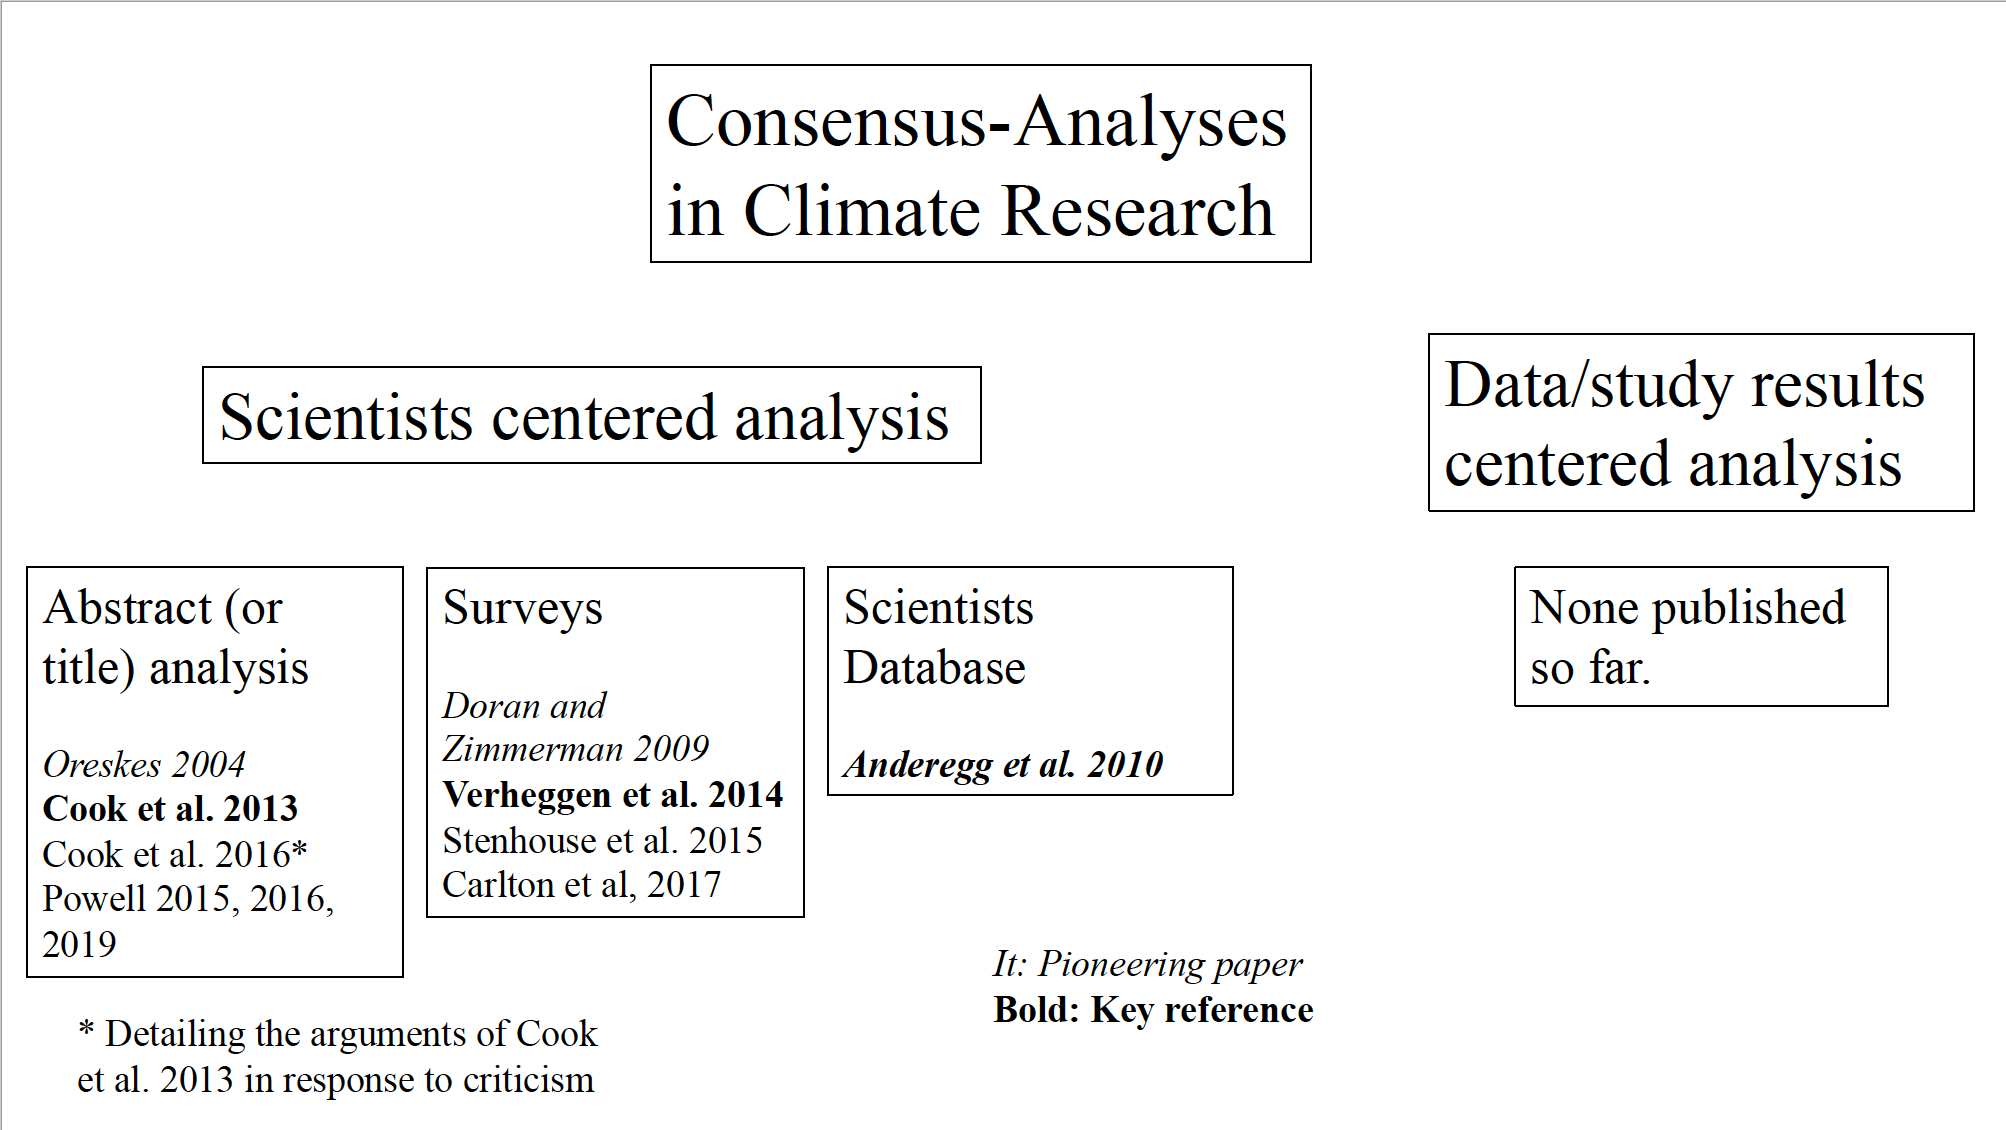 Consensus-Analyses
in Climate Research
Scientists centered analysis
Data/study results
centered analysis
Abstract (or
title) analysis
Oreskes 2004
Cook et al. 2013
Cook et al. 2016*
Powell 2015, 2016,
2019
Surveys
Doran and
Zimmerman 2009
Verheggen et al. 2014
Stenhouse et al. 2015
Carlton et al, 2017
Scientists
Database
Anderegg et al. 2010
None published
so far.
It: Pioneering paper
Bold: Key reference
* Detailing the arguments of Cook
et al. 2013 in response to criticism